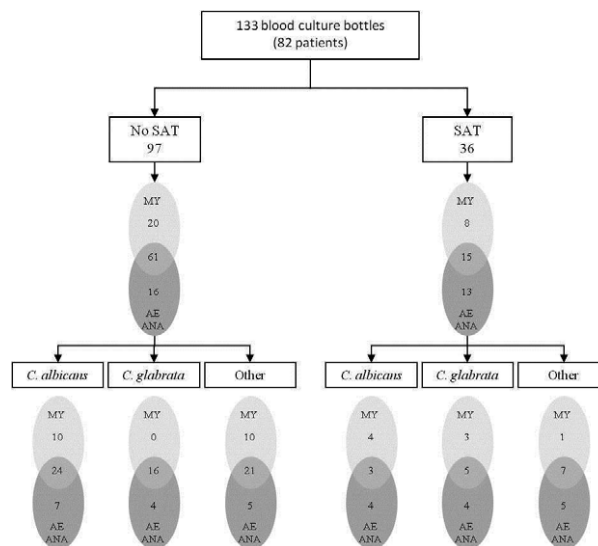 133 blood culture bottles
(82 patients)
No SAT
97
SAT
36
MY
20
61
16
AE
ANA
MY
8
15
13
AE
ANA
C. albicans
C. glabrata
Other
C. albicans
C. glabrata
Other
MY
10
24
7
AE
ANA
MY
0
16
4
AE
ANA
MY
10
21
5
AE
ANA
MY
4
3
4
AE
ANA
MY
3
5
4
AE
ANA
MY
1
7
5
AE
ANA